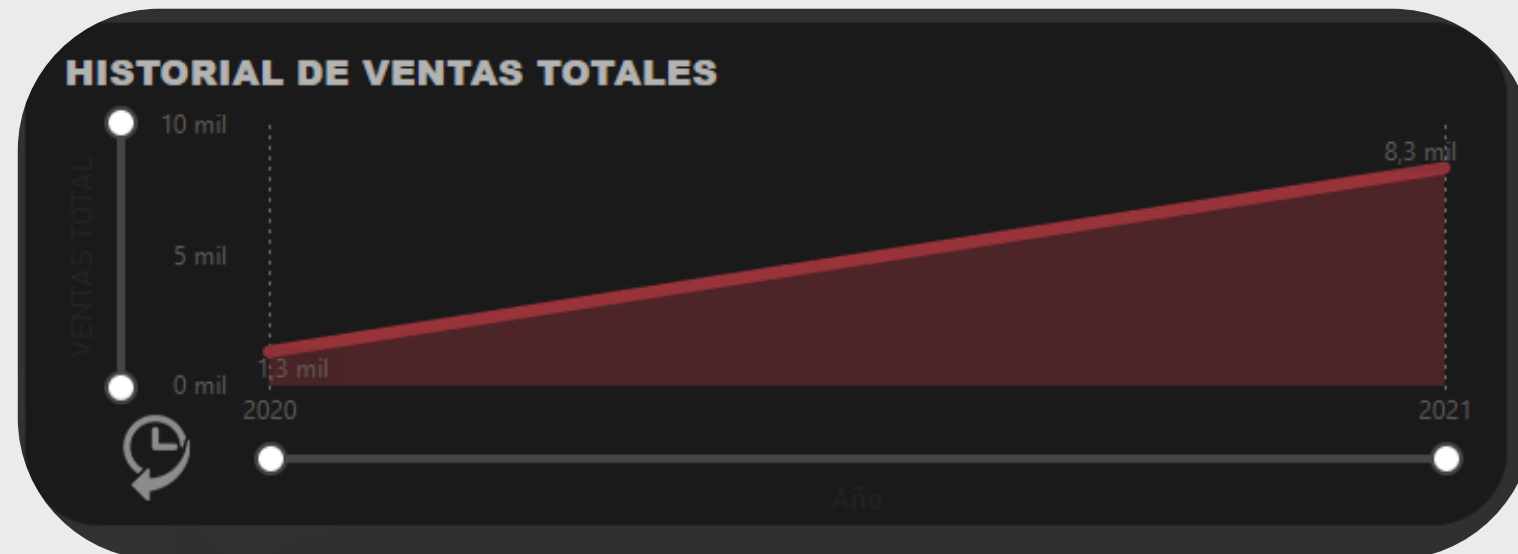 HISTORIAL DE VENTAS TOTALES
VENTAS TOTAL
10 mil
5 mil
0 mil
8,3 mil
1,3 mil
2020
2021
Año